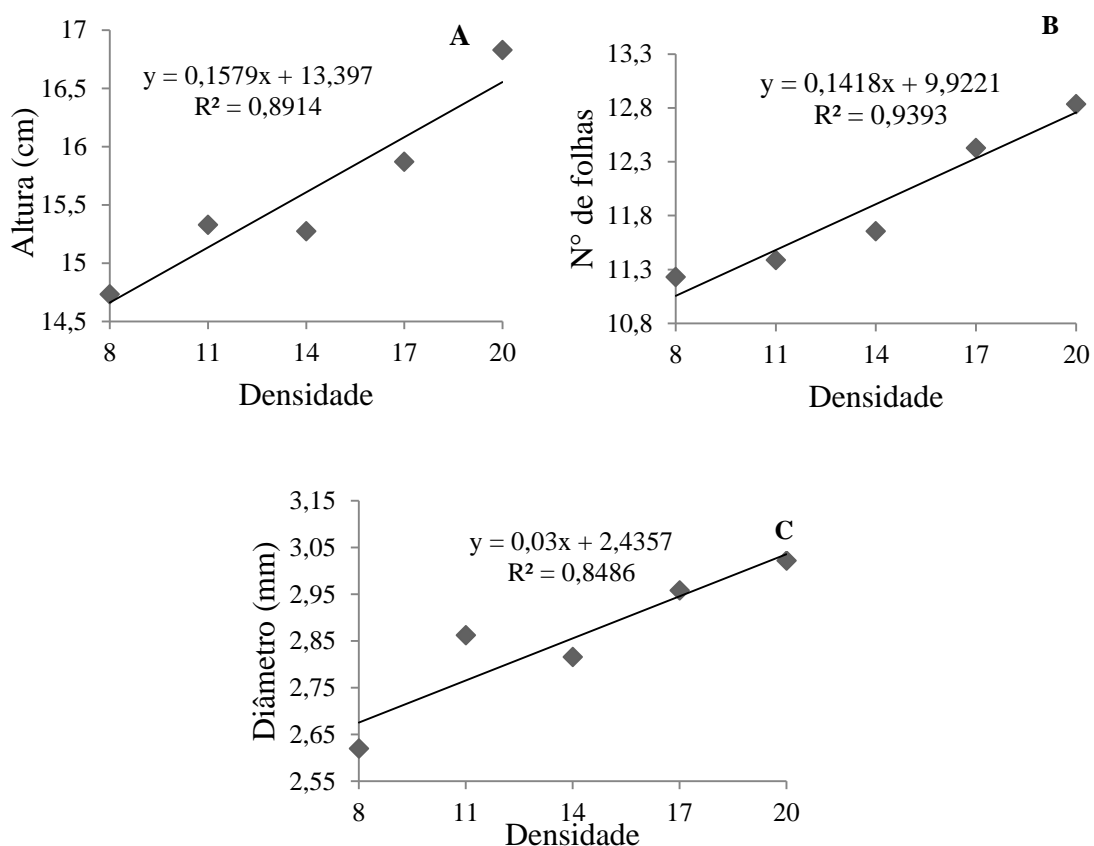 A
y = 0,1579x + 13,397
R² = 0,8914
Altura (cm)
17
16,5
16
15,5
15
14,5
8 11 14 17 20
Densidade
B
y = 0,1418x + 9,9221
R² = 0,9393
N° de folhas
13,3
12,8
12,3
11,8
11,3
10,8
8 11 14 17 20
Densidade
C
y = 0,03x + 2,4357
R² = 0,8486
Diâmetro (mm)
3,15
3,05
2,95
2,85
2,75
2,65
2,55
8 11 14 17 20
Densidade